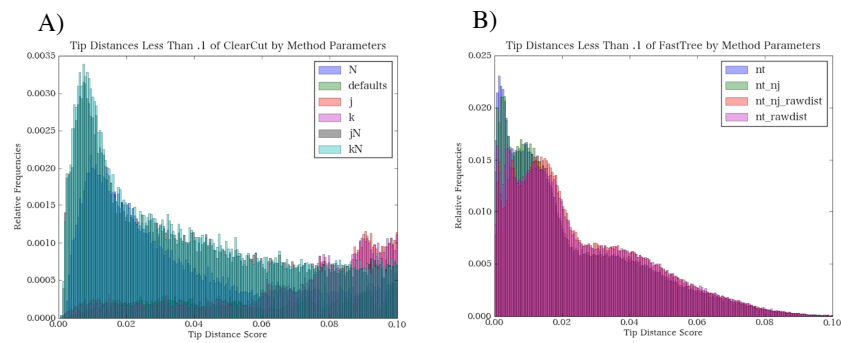 A)
Tip Distances Less Than .1 of ClearCut by Method Parameters
0.0035
0.0030
0.0025
0.0020
0.0015
0.0010
0.0005
0.0000
Relative Frequencies
N
defaults
j
k
jN
kN
0.00
0.02
0.04
0.06
0.08
0.10
Tip Distance Score
B)
Tip Distances Less Than .1 of FastTree by Method Parameters
0.025
0.020
0.015
0.010
0.005
0.000
Relative Frequencies
nt
nt_nj
nt_nj_rawdist
nt_rawdist
0.00
0.02
0.04
0.06
0.08
0.10
Tip Distance Score